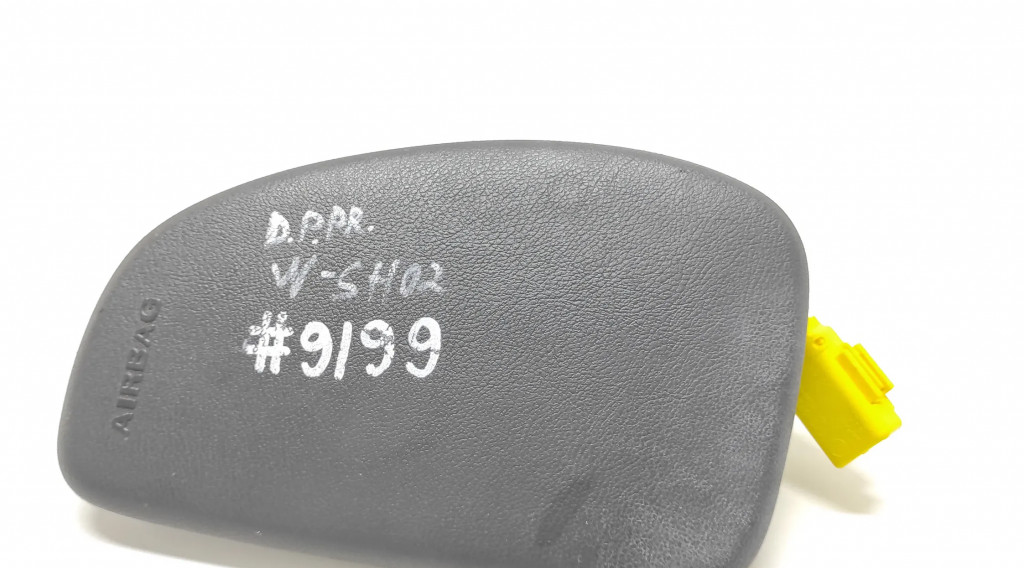 D.P.PR.
W-SH02
#9199
AIRBAG